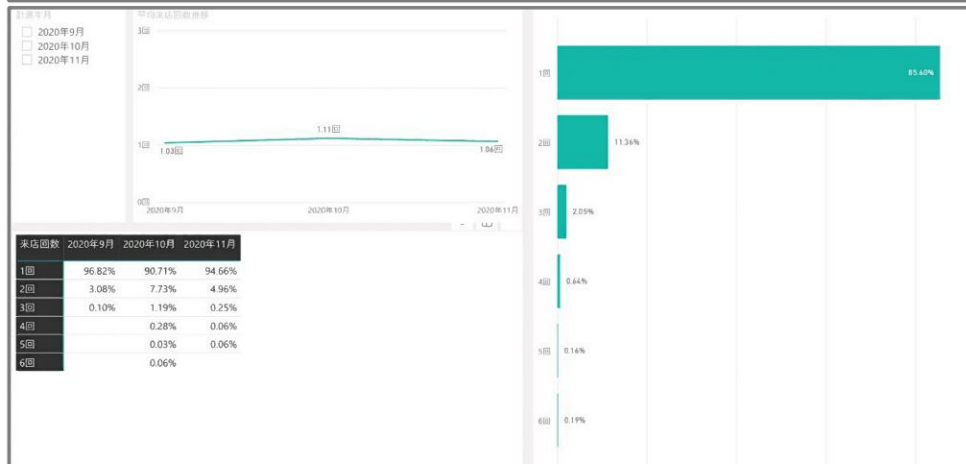 計測年月
2020年9月
2020年10月
2020年11月
平均来店回数推移
3回
2回
1回
0回
1.03回
1.11回
1.06回
2020年9月
2020年10月
2020年11月
来店回数 2020年9月 2020年10月 2020年11月
1回 96.82% 90.71% 94.66%
2回 3.08% 7.73% 4.96%
3回 0.10% 1.19% 0.25%
4回 0.28% 0.06%
5回 0.03% 0.06%
6回 0.06%
1回 85.60%
2回 11.36%
3回 2.05%
4回 0.64%
5回 0.16%
6回 0.19%